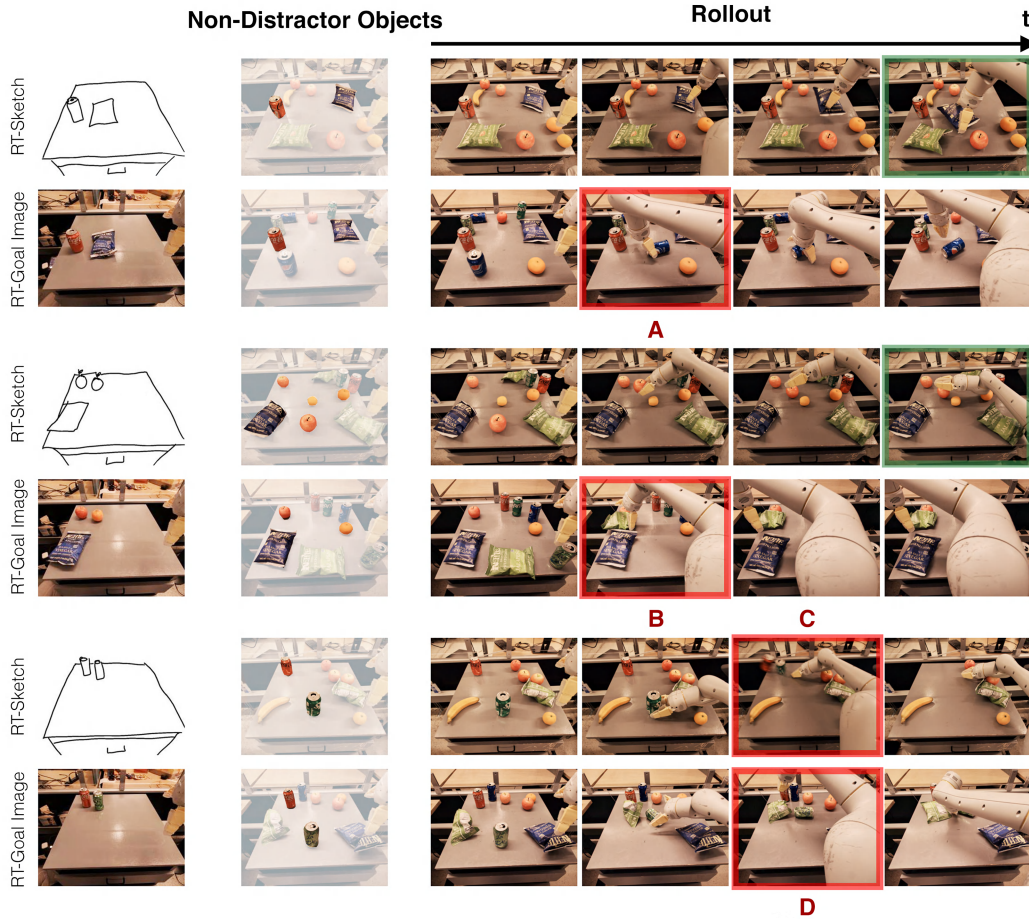 Non-Distractor Objects
Rollout
t
RT-Sketch
RT-Goal Image
A
RT-Sketch
RT-Goal Image
B
C
RT-Sketch
RT-Goal Image
D